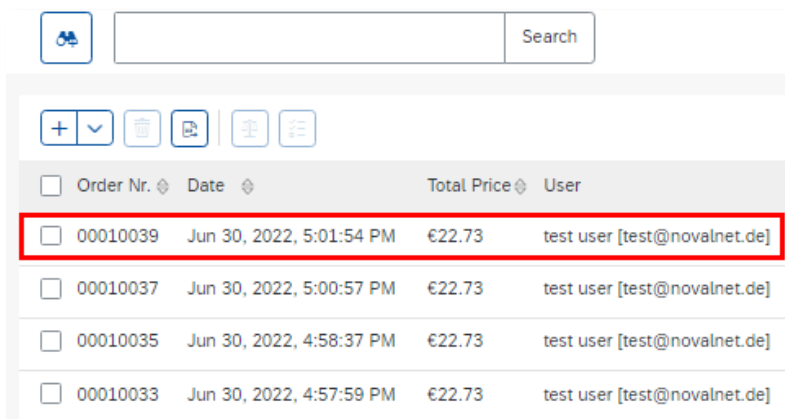 Search
Order Nr. Date Total Price User
00010039 Jun 30, 2022, 5:01:54 PM €22.73 test user [test@novalnet.de]
00010037 Jun 30, 2022, 5:00:57 PM €22.73 test user [test@novalnet.de]
00010035 Jun 30, 2022, 4:58:37 PM €22.73 test user [test@novalnet.de]
00010033 Jun 30, 2022, 4:57:59 PM €22.73 test user [test@novalnet.de]